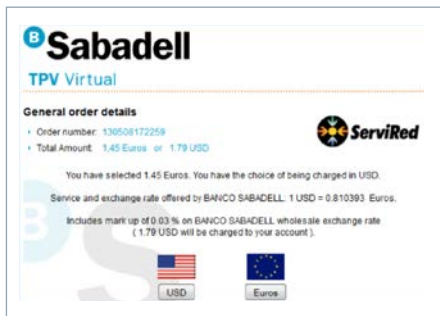 B Sabadell
TPV Virtual
General order details
Order number: 130508172259
Total Amount: 1,45 Euros or 1.79 USD
ServiRed
You have selected 1.45 Euros. You have the choice of being charged in USD.
Service and exchange rate offered by BANCO SABADELL: 1 USD = 0.810393 Euros.
Includes mark up of 0.03 % on BANCO SABADELL wholesale exchange rate
( 1.79 USD will be charged to your account ).
B S
USD Euros